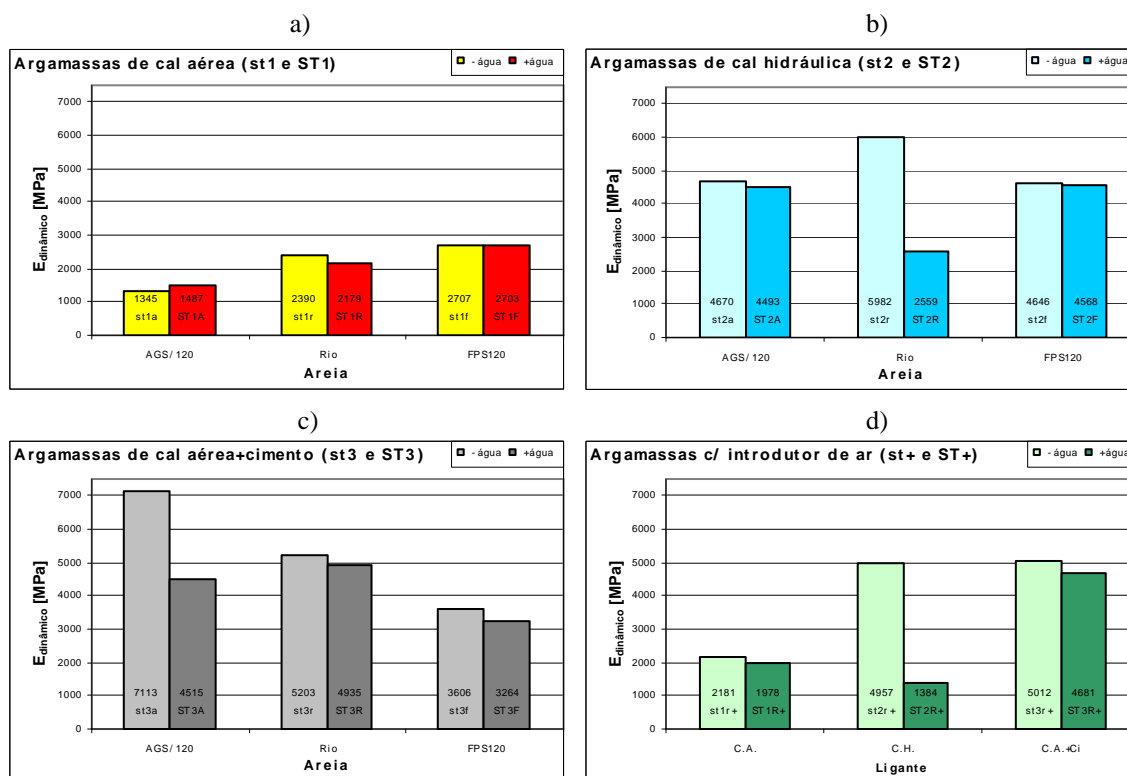 a)
Argamassas de cal aérea (st1 e ST1)
- água +água
E dinâmico [MPa]
7000
6000
5000
4000
3000
2000
1000
0
1345 1487 2390 2179 2707 2703
st1a ST1A st1r ST1R st1f ST1F
AGS/120 Rio FPS120
Areia
b)
Argamassas de cal hidráulica (st2 e ST2)
- água +água
E dinâmico [MPa]
7000
6000
5000
4000
3000
2000
1000
0
4670 4493 5982 2559 4646 4568
st2a ST2A st2r ST2R st2f ST2F
AGS/120 Rio FPS120
Areia
c)
Argamassas de cal aérea+cimento (st3 e ST3)
- água +água
E dinâmico [MPa]
7000
6000
5000
4000
3000
2000
1000
0
7113 4515 5203 4935 3606 3264
st3a ST3A st3r ST3R st3f ST3F
AGS/120 Rio FPS120
Areia
d)
Argamassas c/ introdutor de ar (st+ e ST+)
- água +água
E dinâmico [MPa]
7000
6000
5000
4000
3000
2000
1000
0
2181 1978 4957 1384 5012 4681
st1r+ ST1R+ st2r+ ST2R+ st3r+ ST3R+
C.A. C.H. C.A.+Ci
Ligante